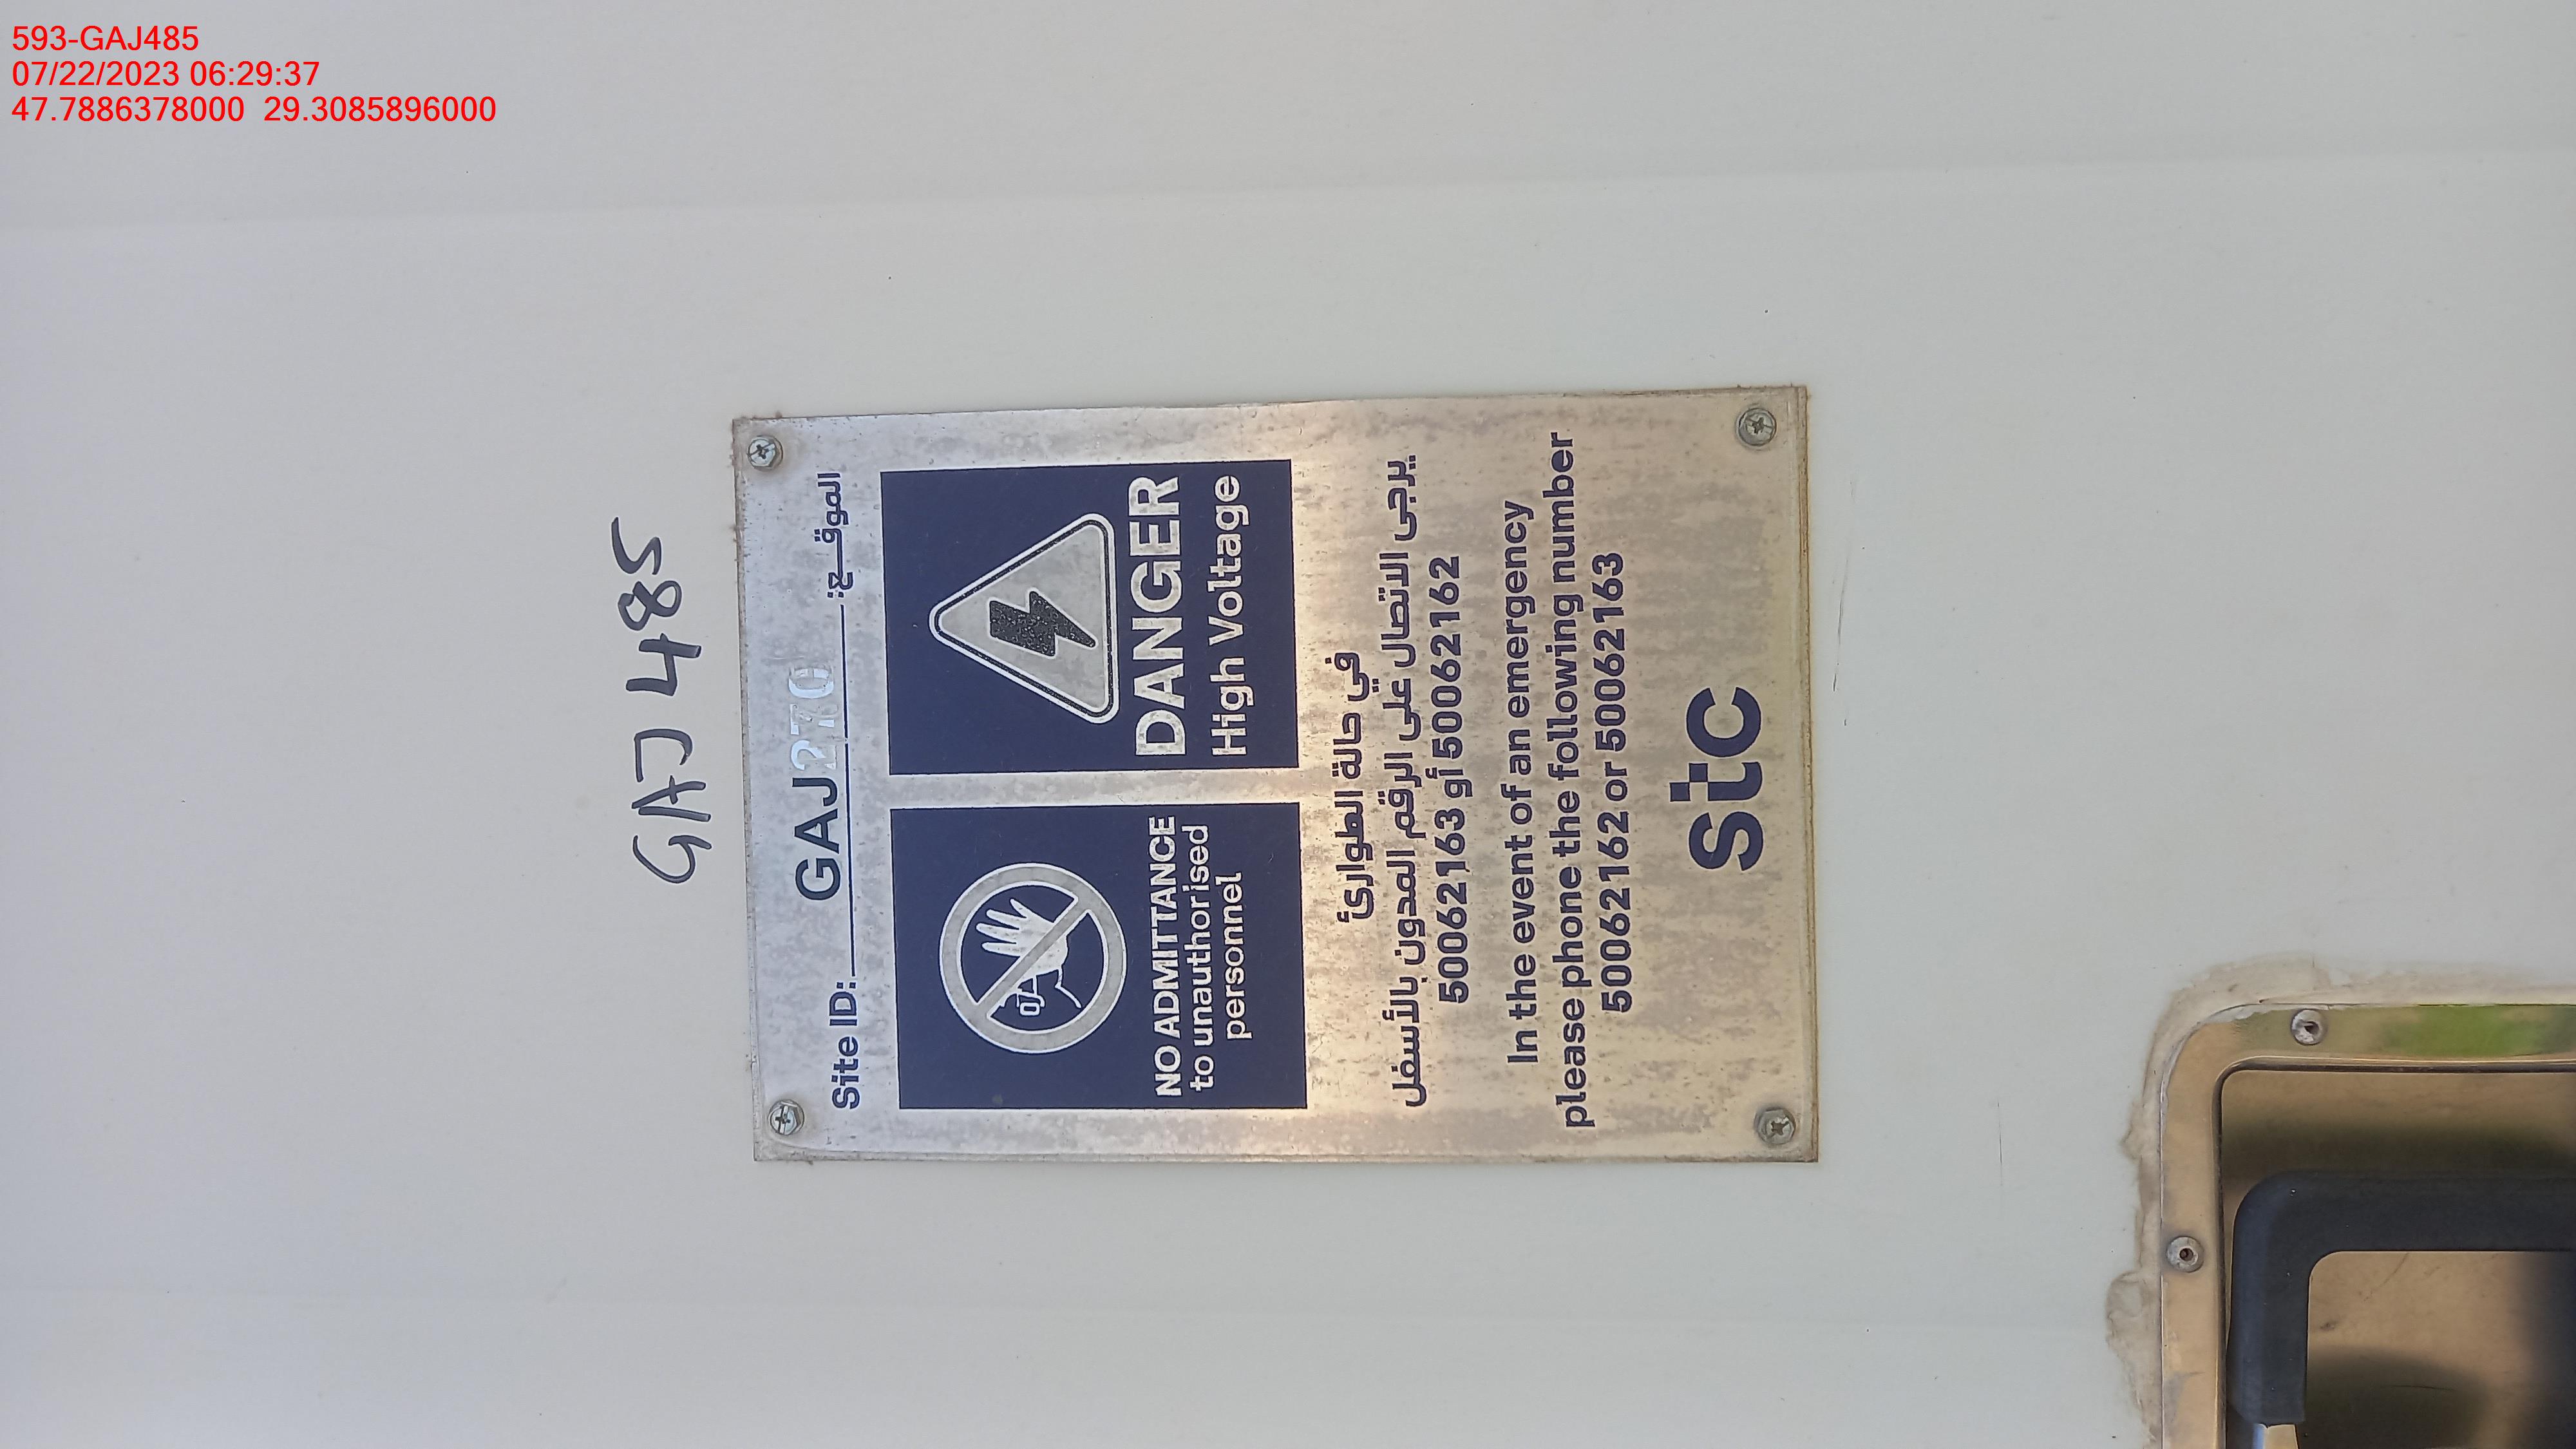 593-GAJ485
07/22/2023 06:29:37
47.7886378000 29.3085896000
GAJ 485
Site ID: GAJ الموقـــع:
NO ADMITTANCE
to unauthorised
personnel
DANGER
High Voltage
في حالة الطوارئ
يرجى الاتصال على الرقم المدون بالأسفل
50062163 أو 50062162
In the event of an emergency
please phone the following number
50062162 or 50062163
stc